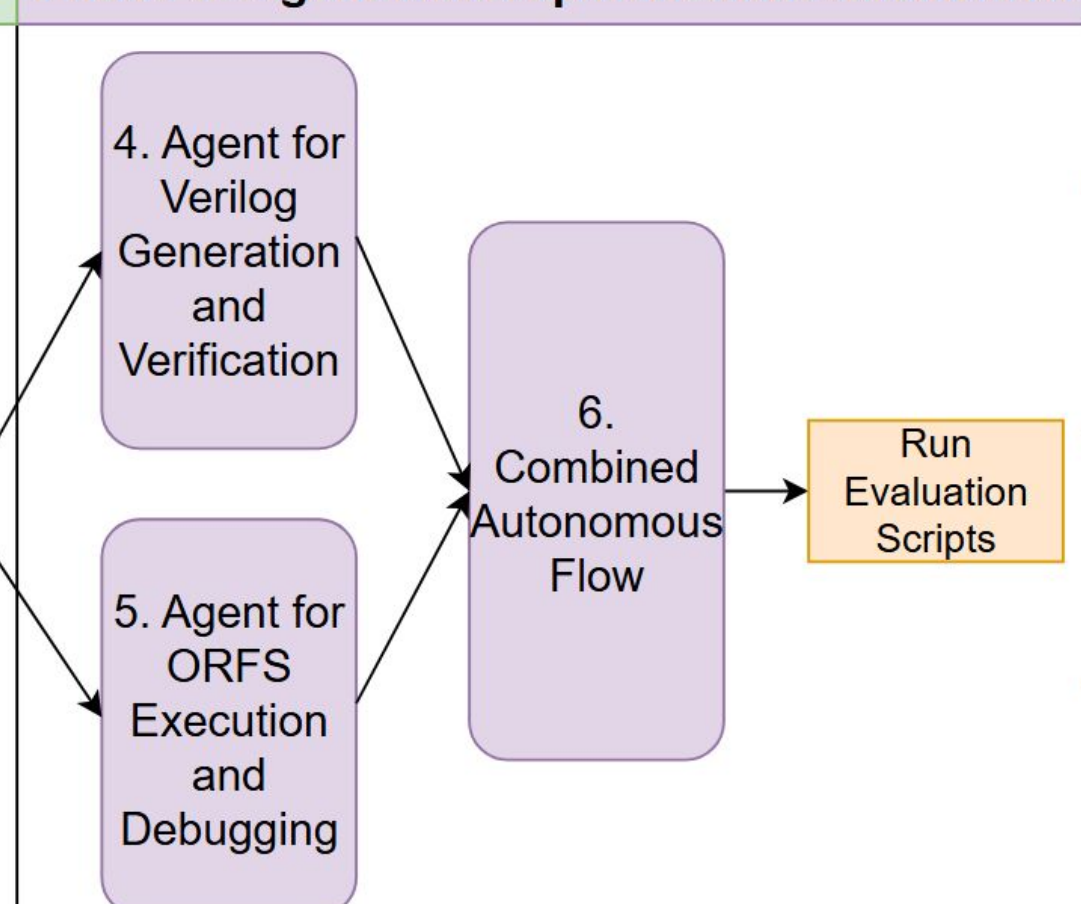 4. Agent for
Verilog
Generation
and
Verification
5. Agent for
ORFS
Execution
and
Debugging
6.
Combined
Autonomous
Flow
Run
Evaluation
Scripts